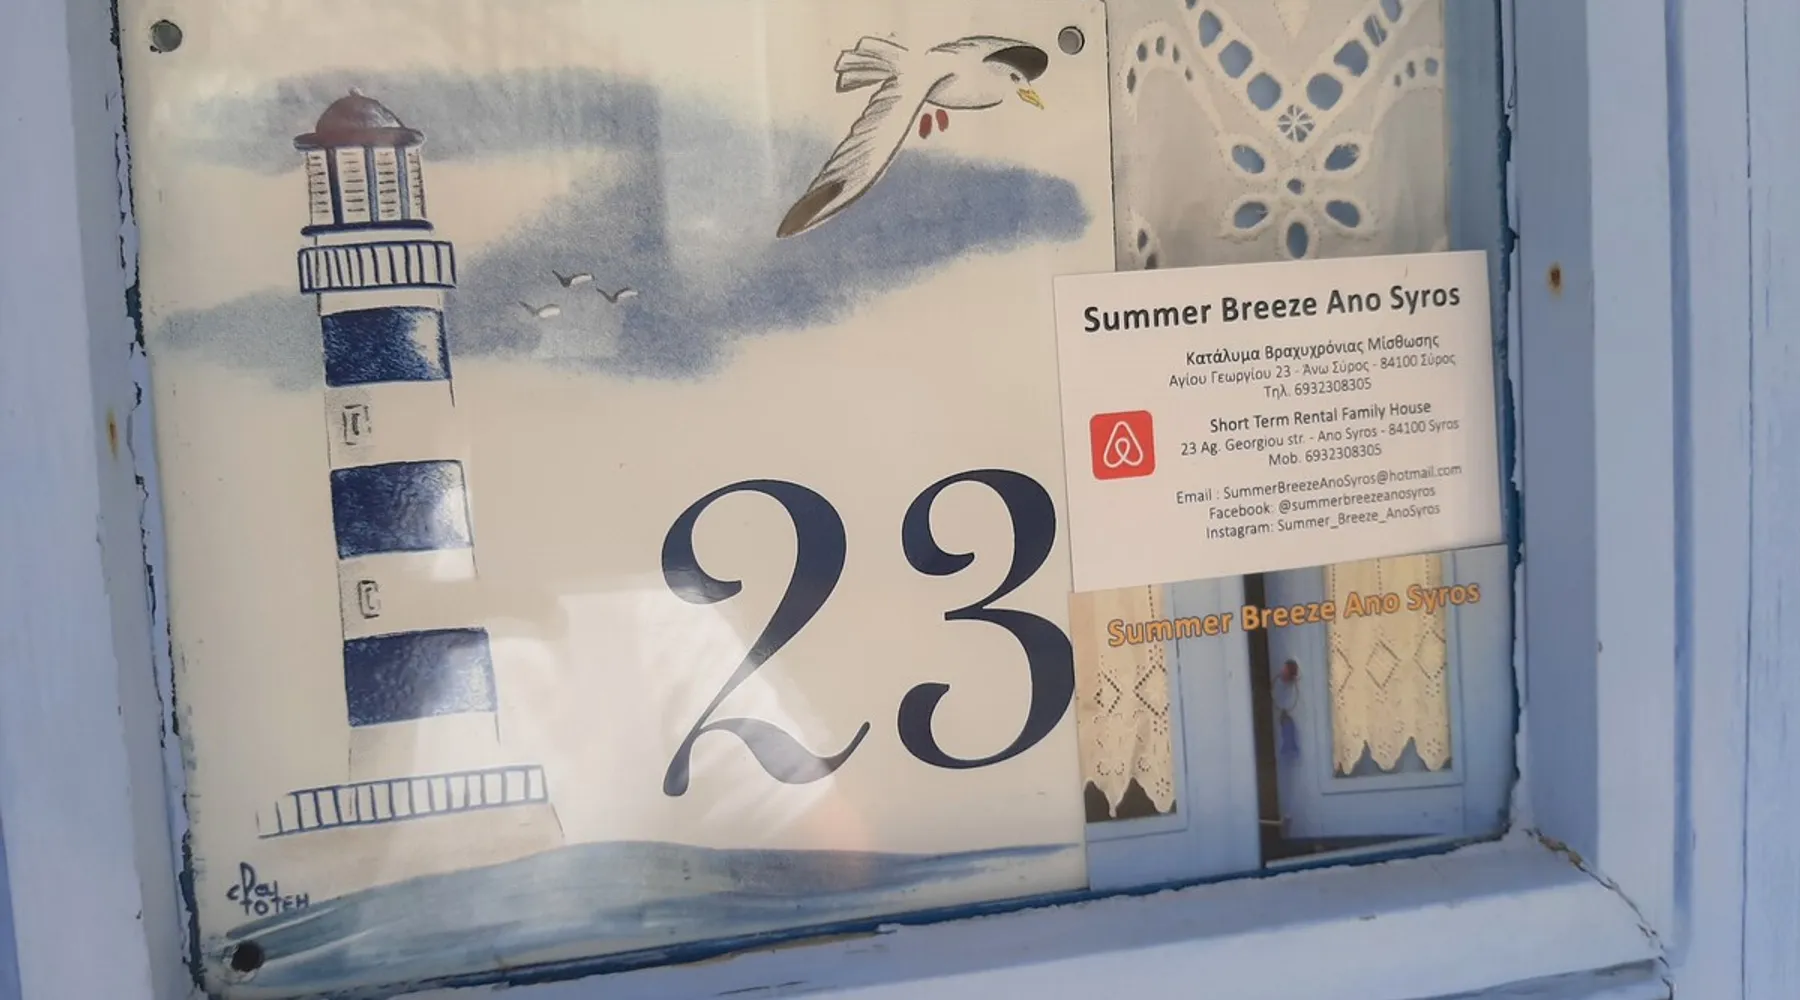 23
Summer Breeze Ano Syros
Κατάλυμα Βραχυχρόνιας Μίσθωσης
Αγίου Γεωργίου 23 - Άνω Σύρος - 84100 Σύρος
Τηλ. 6932308305
Short Term Rental Family House
23 Ag. Georgiou str. - Ano Syros - 84100 Syros
Mob. 6932308305
Email : SummerBreezeAnoSyros@hotmail.com
Facebook: @summerbreezeanosyros
Instagram: Summer_Breeze_AnoSyros
Summer Breeze Ano Syros